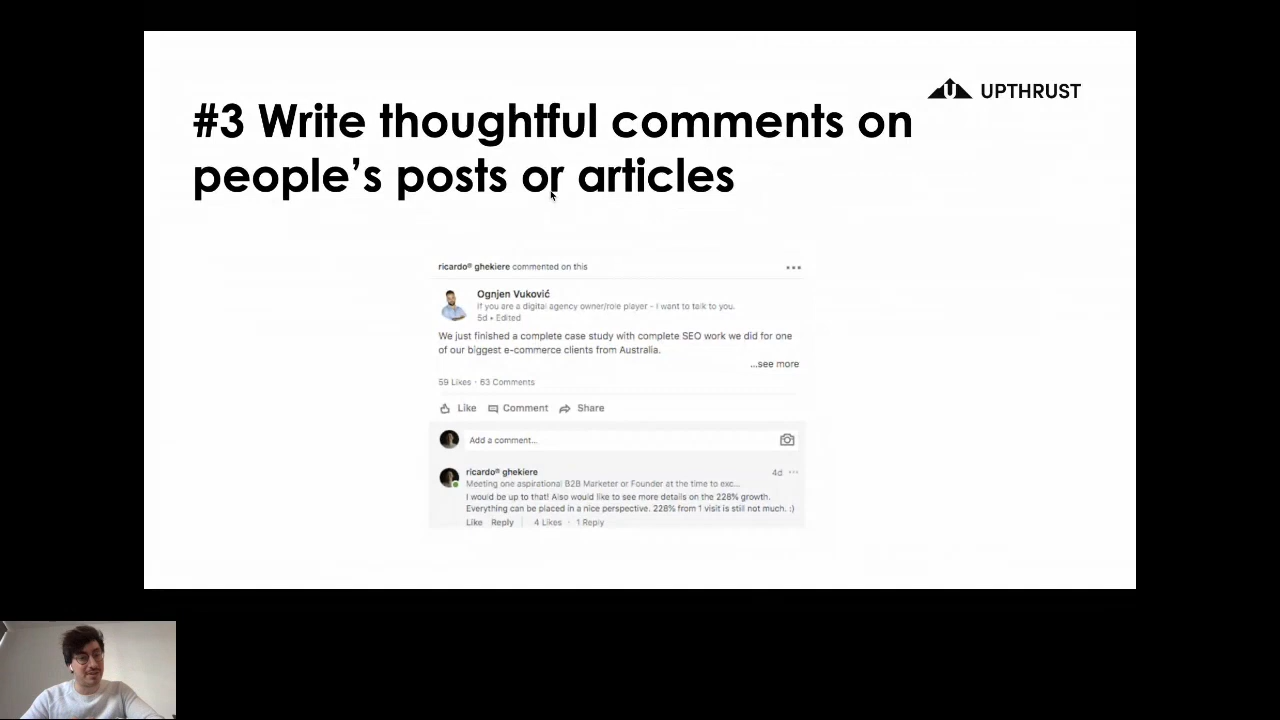 #3 Write thoughtful comments on
people's posts or articles
UPTHRUST
ricardo® ghekiere commented on this
Ognjen Vuković
If you are a digital agency owner/role player - I want to talk to you.
5d • Edited
We just finished a complete case study with complete SEO work we did for one
of our biggest e-commerce clients from Australia.
...see more
59 Likes · 63 Comments
Like Comment Share
Add a comment...
ricardo® ghekiere
4d
Meeting one aspirational B2B Marketer or Founder at the time to exc...
I would be up to that! Also would like to see more details on the 228% growth.
Everything can be placed in a nice perspective. 228% from 1 visit is still not much. :)
Like Reply 4 Likes · 1 Reply